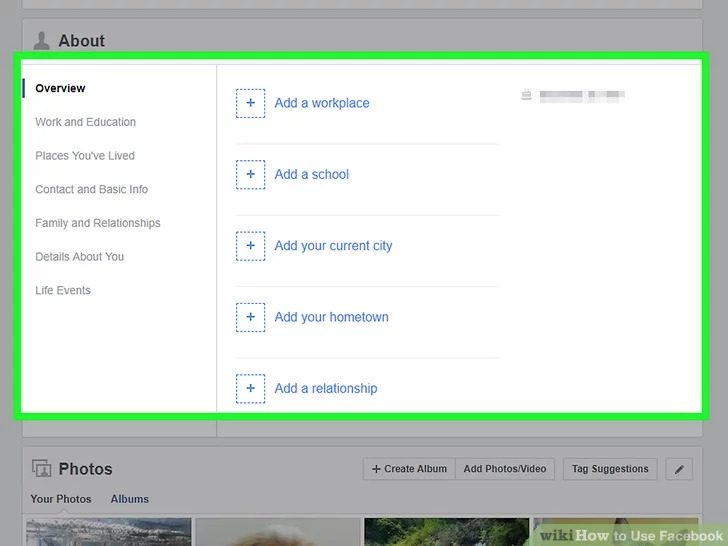 About
Overview
Work and Education
Places You've Lived
Contact and Basic Info
Family and Relationships
Details About You
Life Events
+ Add a workplace
+ Add a school
+ Add your current city
+ Add your hometown
+ Add a relationship
Photos
+ Create Album Add Photos/Video Tag Suggestions
Your Photos Albums
wikiHow to Use Facebook